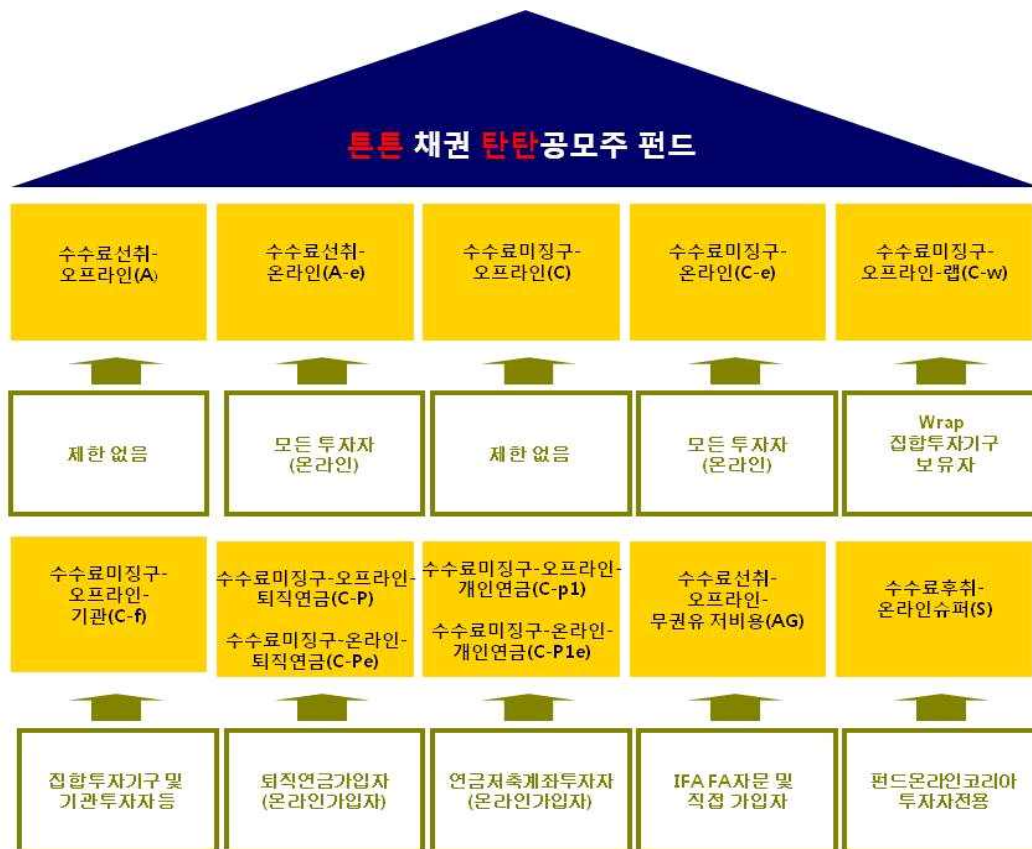 튼튼 채권 탄탄공모주 펀드
수수료선취-
오프라인(A)
수수료선취-
온라인(A-e)
수수료미징구-
오프라인(C)
수수료미징구-
온라인(C-e)
수수료미징구-
오프라인-랩(C-w)
제한 없음
모든 투자자
(온라인)
제한 없음
모든 투자자
(온라인)
Wrap
집합투자기구
보유자
수수료미징구-
오프라인-
기관(C-f)
수수료미징구-오프라인-
퇴직연금(C-P)
수수료미징구-온라인-
퇴직연금(C-Pe)
수수료미징구-오프라인-
개인연금(C-p1)
수수료미징구-온라인-
개인연금(C-P1e)
수수료선취-
오프라인-
무권유 저비용(AG)
수수료후취-
온라인슈퍼(S)
집합투자기구 및
기관투자자 등
퇴직연금가입자
(온라인가입자)
연금저축계좌투자자
(온라인가입자)
IFA FA자문 및
직접 가입자
펀드온라인코리아
투자자전용